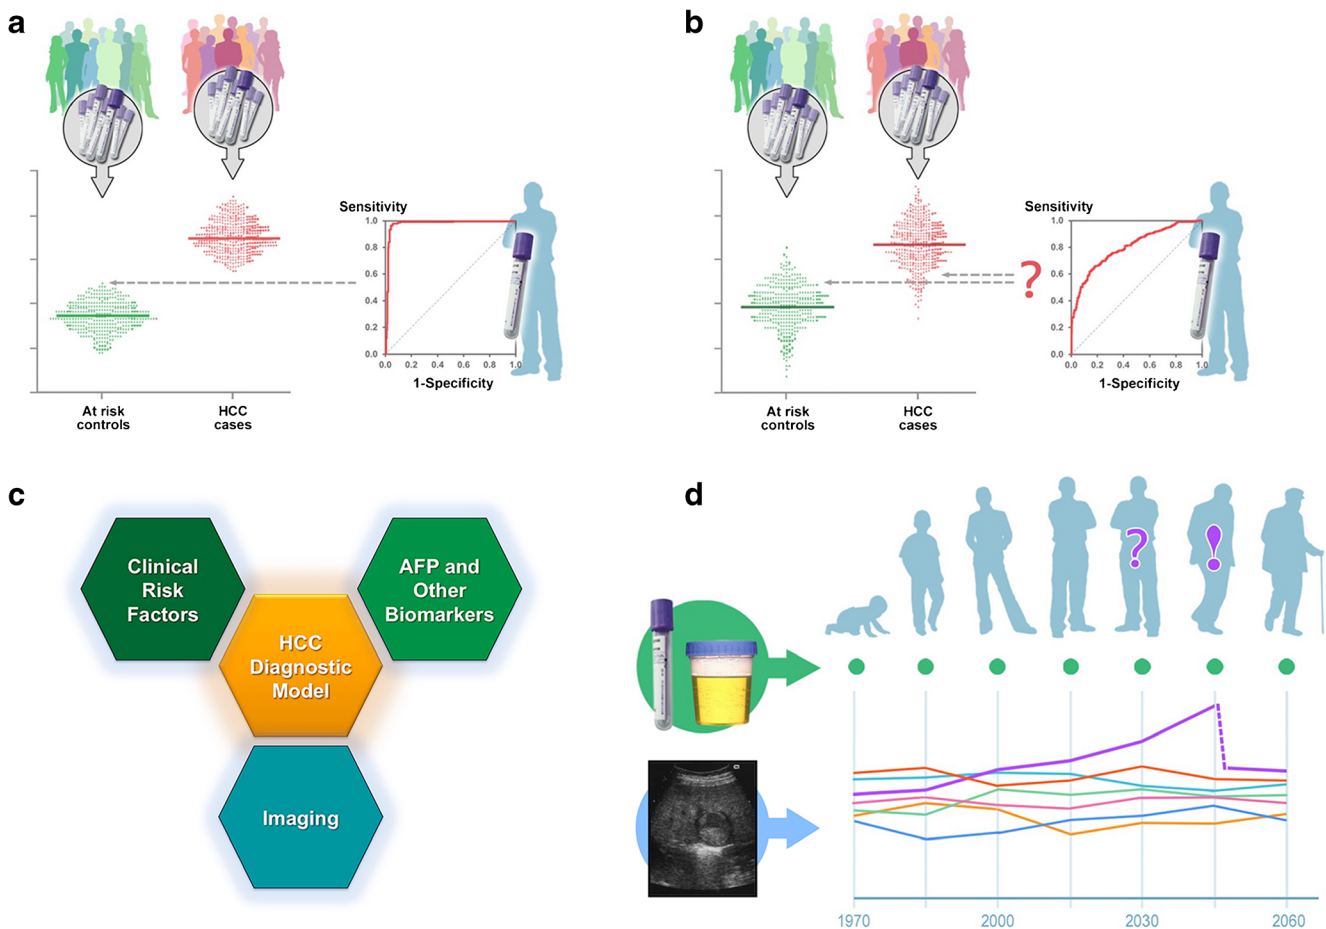 a
Sensitivity
1.0
0.8
0.6
0.4
0.2
0.0
0.0 0.2 0.4 0.6 0.8 1.0
1-Specificity
At risk
controls
HCC
cases
b
?
Sensitivity
1.0
0.8
0.6
0.4
0.2
0.0
0.0 0.2 0.4 0.6 0.8 1.0
1-Specificity
At risk
controls
HCC
cases
c
Clinical
Risk
Factors
AFP and
Other
Biomarkers
HCC
Diagnostic
Model
Imaging
d
? !
1970 2000 2030 2060